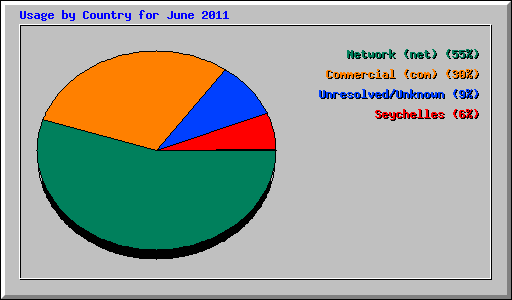 Usage by Country for June 2011
Network (net) (55%)
Commercial (com) (30%)
Unresolved/Unknown (9%)
Seychelles (6%)